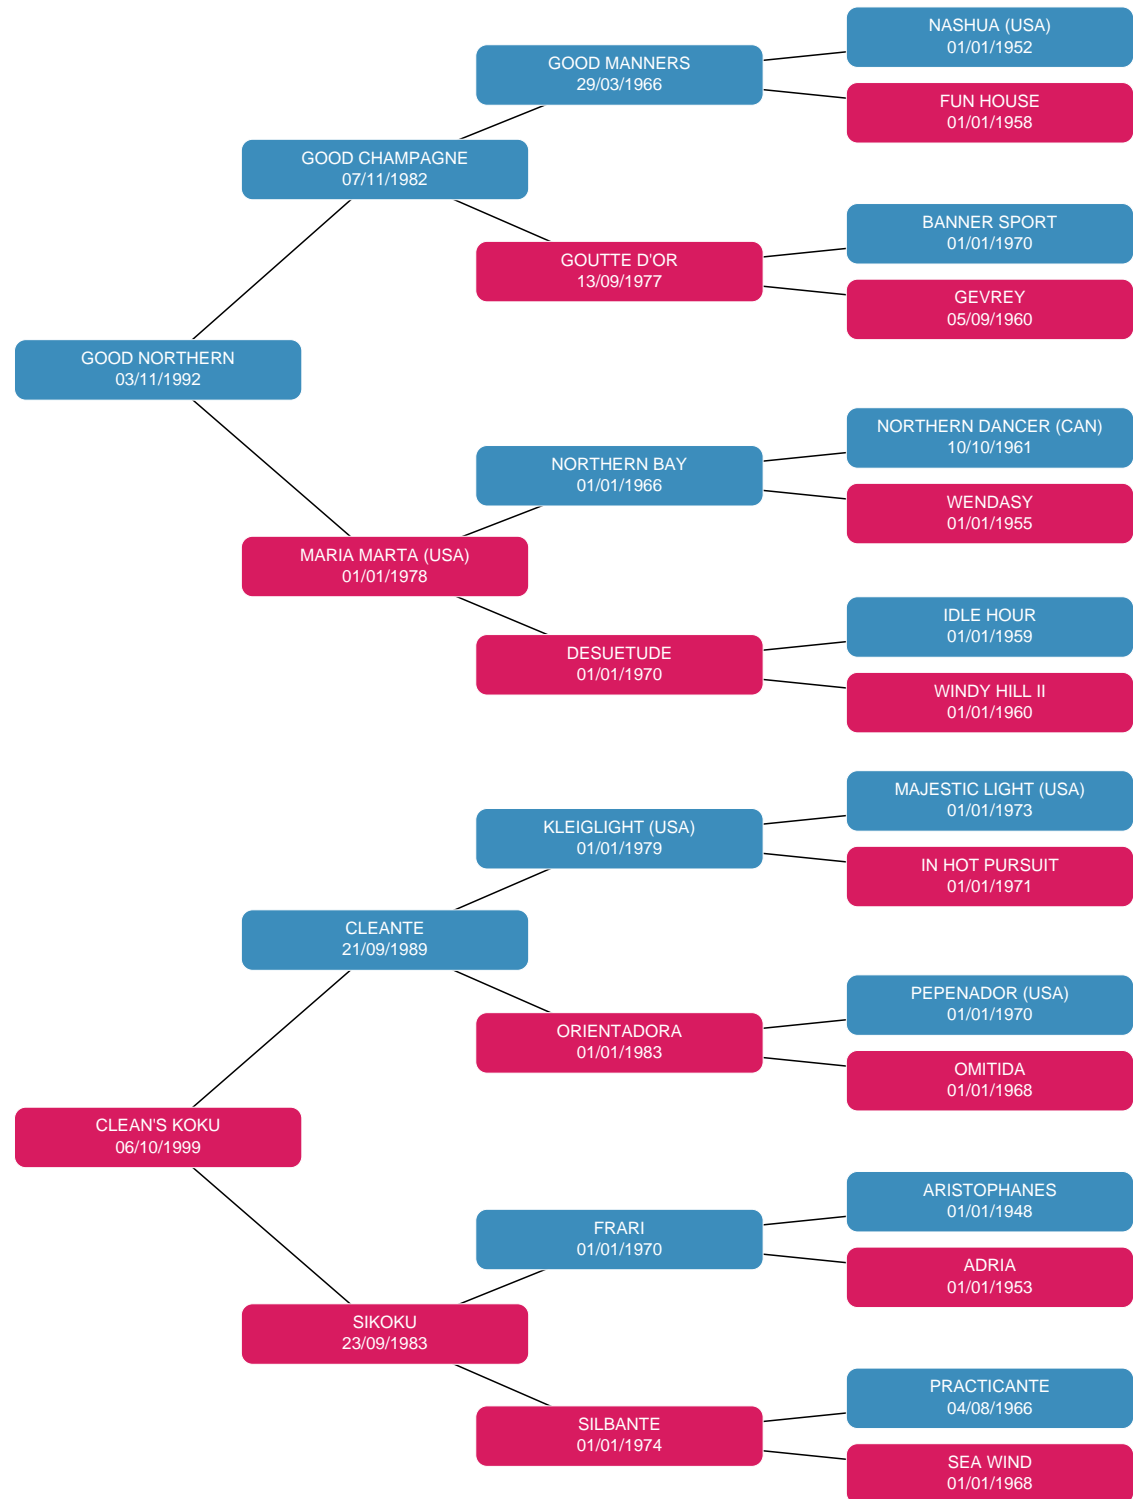 NASHUA (USA)
01/01/1952
GOOD MANNERS
29/03/1966
FUN HOUSE
01/01/1958
GOOD CHAMPAGNE
07/11/1982
BANNER SPORT
01/01/1970
GOUTTE D'OR
13/09/1977
GEVREY
05/09/1960
GOOD NORTHERN
03/11/1992
NORTHERN DANCER (CAN)
10/10/1961
NORTHERN BAY
01/01/1966
WENDASY
01/01/1955
MARIA MARTA (USA)
01/01/1978
IDLE HOUR
01/01/1959
DESUETUDE
01/01/1970
WINDY HILL II
01/01/1960
MAJESTIC LIGHT (USA)
01/01/1973
KLEIGLIGHT (USA)
01/01/1979
IN HOT PURSUIT
01/01/1971
CLEANTE
21/09/1989
PEPENADOR (USA)
01/01/1970
ORIENTADORA
01/01/1983
OMITIDA
01/01/1968
CLEAN'S KOKU
06/10/1999
ARISTOPHANES
01/01/1948
FRARI
01/01/1970
ADRIA
01/01/1953
SIKOKU
23/09/1983
PRACTICANTE
04/08/1966
SILBANTE
01/01/1974
SEA WIND
01/01/1968